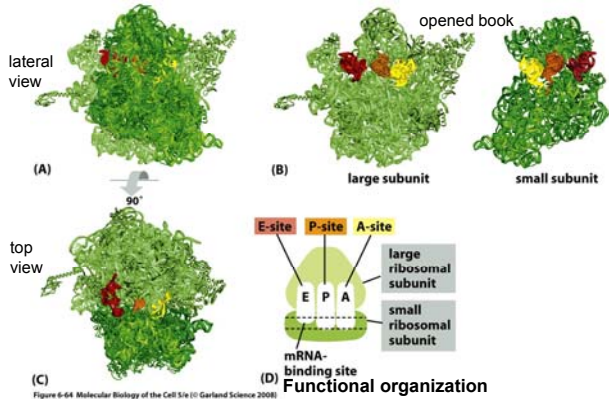 lateral
view
(A)
opened book
(B)
large subunit
small subunit
90°
top
view
(C)
E-site
P-site
A-site
E
P
A
large
ribosomal
subunit
small
ribosomal
subunit
mRNA-
binding site
(D)
Functional organization
Figure 6-64 Molecular Biology of the Cell 5/e (© Garland Science 2008)